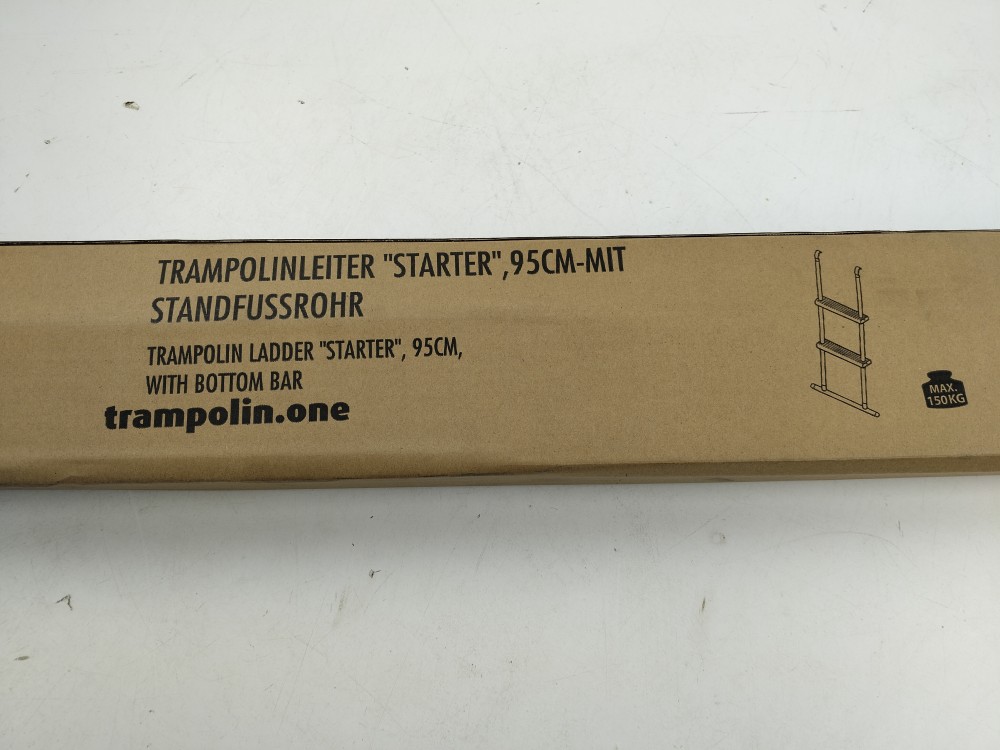 TRAMPOLINLEITER "STARTER",95CM-MIT
STANDFUSSROHR
TRAMPOLIN LADDER "STARTER", 95CM,
WITH BOTTOM BAR
trampolin.one
MAX.
150KG